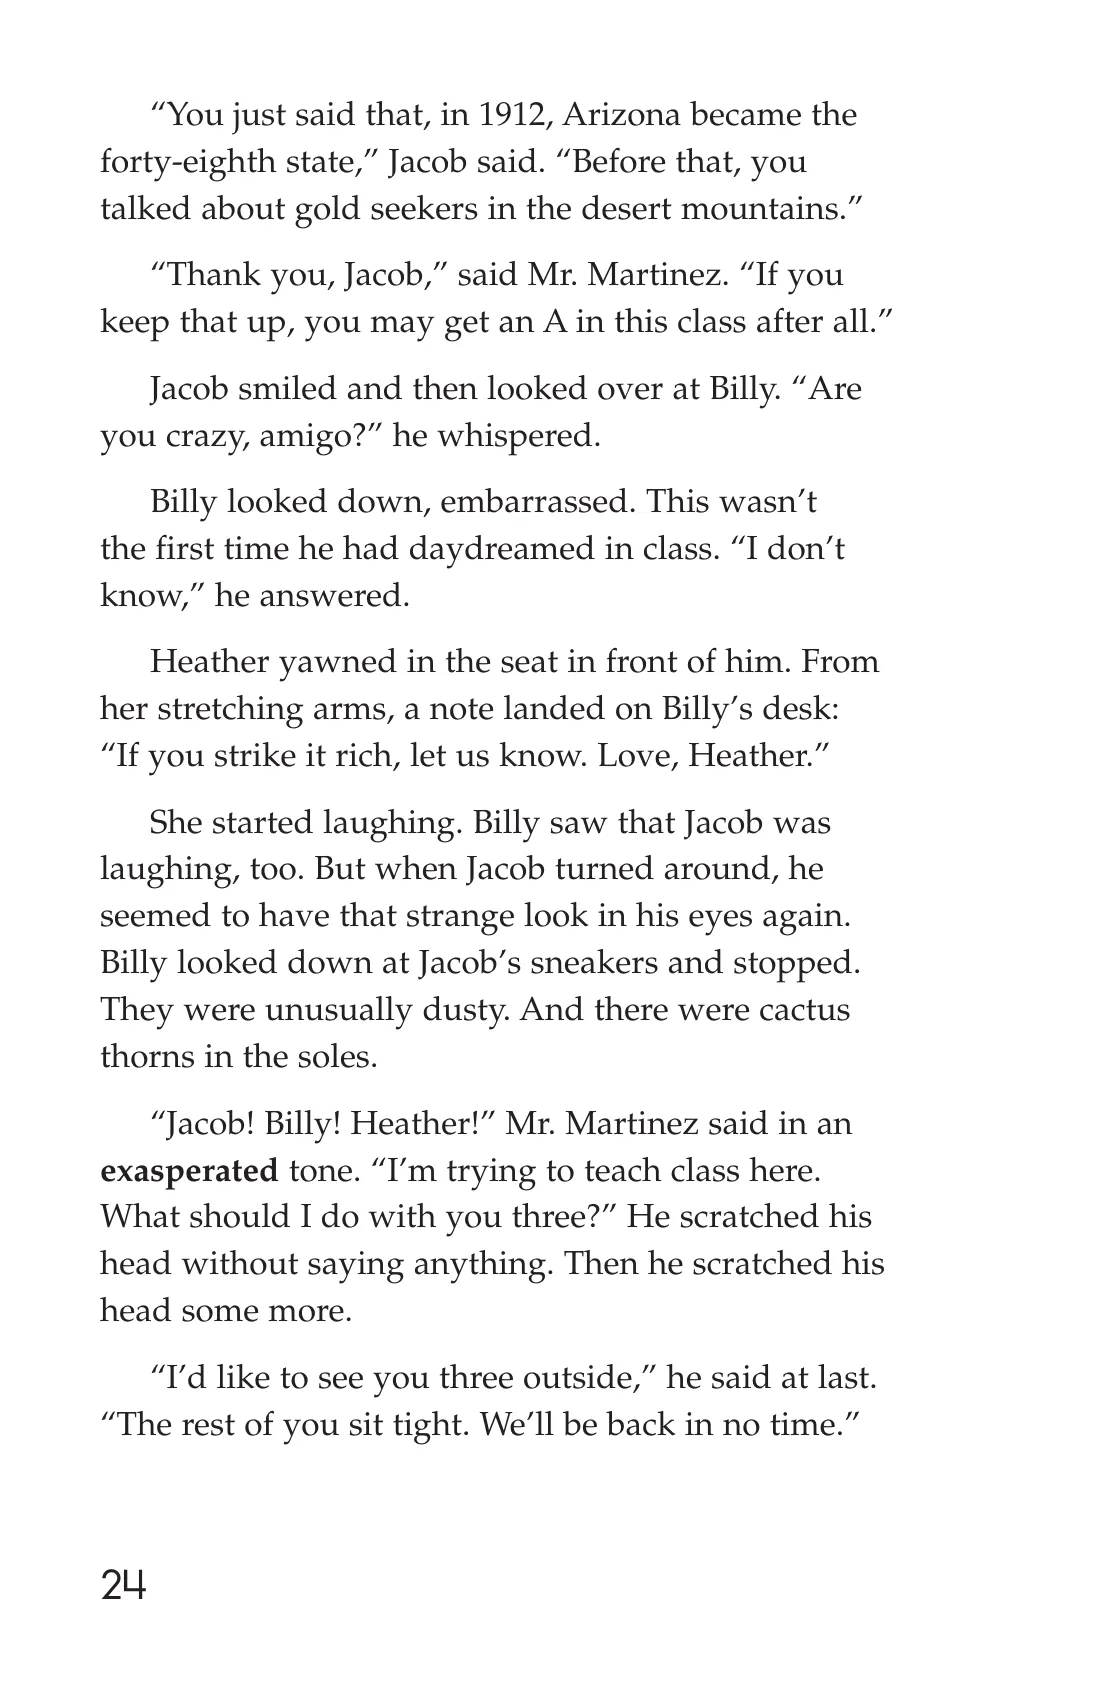 “You just said that, in 1912, Arizona became the
forty-eighth state,” Jacob said. “Before that, you
talked about gold seekers in the desert mountains.”
“Thank you, Jacob,” said Mr. Martinez. “If you
keep that up, you may get an A in this class after all.”
Jacob smiled and then looked over at Billy. “Are
you crazy, amigo?” he whispered.
Billy looked down, embarrassed. This wasn’t
the first time he had daydreamed in class. “I don’t
know,” he answered.
Heather yawned in the seat in front of him. From
her stretching arms, a note landed on Billy’s desk:
“If you strike it rich, let us know. Love, Heather.”
She started laughing. Billy saw that Jacob was
laughing, too. But when Jacob turned around, he
seemed to have that strange look in his eyes again.
Billy looked down at Jacob’s sneakers and stopped.
They were unusually dusty. And there were cactus
thorns in the soles.
“Jacob! Billy! Heather!” Mr. Martinez said in an
exasperated tone. “I’m trying to teach class here.
What should I do with you three?” He scratched his
head without saying anything. Then he scratched his
head some more.
“I’d like to see you three outside,” he said at last.
“The rest of you sit tight. We’ll be back in no time.”
24